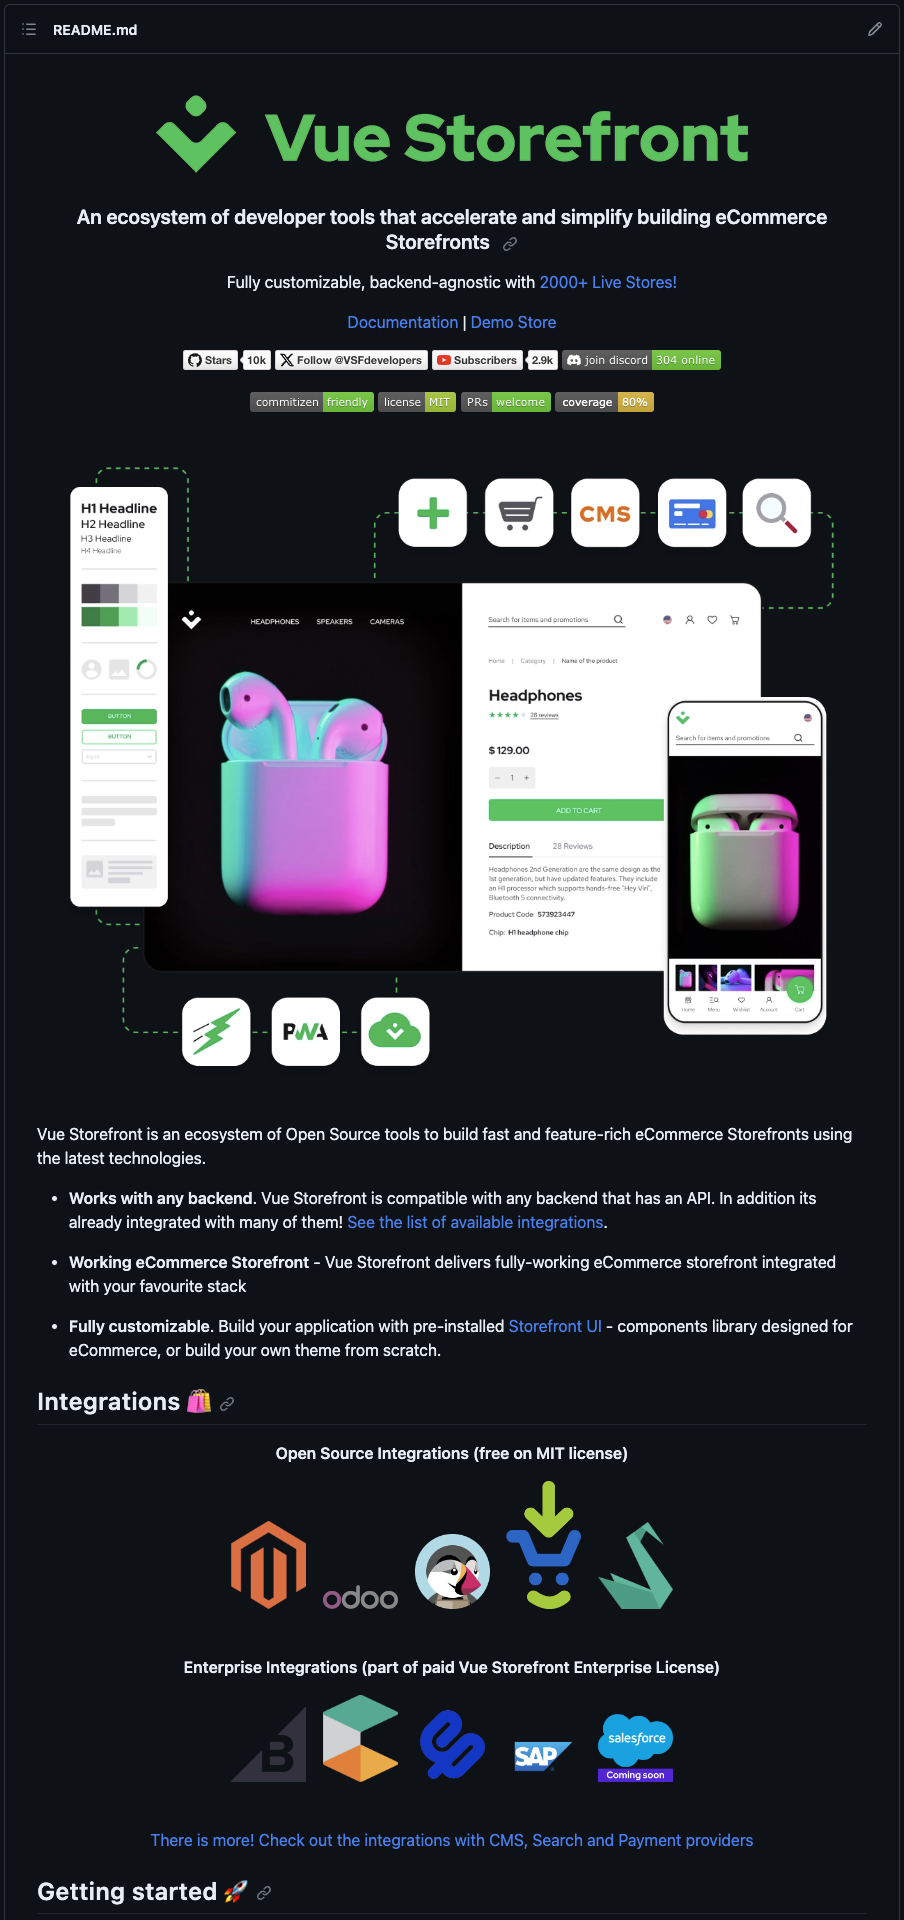 README.md
Vue Storefront
An ecosystem of developer tools that accelerate and simplify building eCommerce
Storefronts
Fully customizable, backend-agnostic with 2000+ Live Stores!
Documentation | Demo Store
Stars 10k Follow @VSFdevelopers Subscribers 2.9k join discord 304 online
commitizen friendly license MIT PRs welcome coverage 80%
H1 Headline
H2 Headline
H3 Headline
H4 Headline
BUTTON
BUTTON
Input
CMS
HEADPHONES SPEAKERS CAMERAS
Search for items and promotions
Home | Category | Name of the product
Headphones
28 reviews
$ 129.00
− 1 +
ADD TO CART
Description 28 Reviews
Headphones 2nd Generation are the same design as the
1st generation, but have updated features. They include
an H1 processor which supports hands-free "Hey Viri",
Bluetooth 5 connectivity.
Product Code: 573923447
Chip: H1 headphone chip
Search for items and promotions
Home Menu Wishlist Account Cart
PWA
Vue Storefront is an ecosystem of Open Source tools to build fast and feature-rich eCommerce Storefronts using
the latest technologies.
• Works with any backend. Vue Storefront is compatible with any backend that has an API. In addition its
already integrated with many of them! See the list of available integrations.
• Working eCommerce Storefront - Vue Storefront delivers fully-working eCommerce storefront integrated
with your favourite stack
• Fully customizable. Build your application with pre-installed Storefront UI - components library designed for
eCommerce, or build your own theme from scratch.
Integrations 🛍️
Open Source Integrations (free on MIT license)
odoo
Enterprise Integrations (part of paid Vue Storefront Enterprise License)
B
SAP
salesforce
Coming soon
There is more! Check out the integrations with CMS, Search and Payment providers
Getting started 🚀